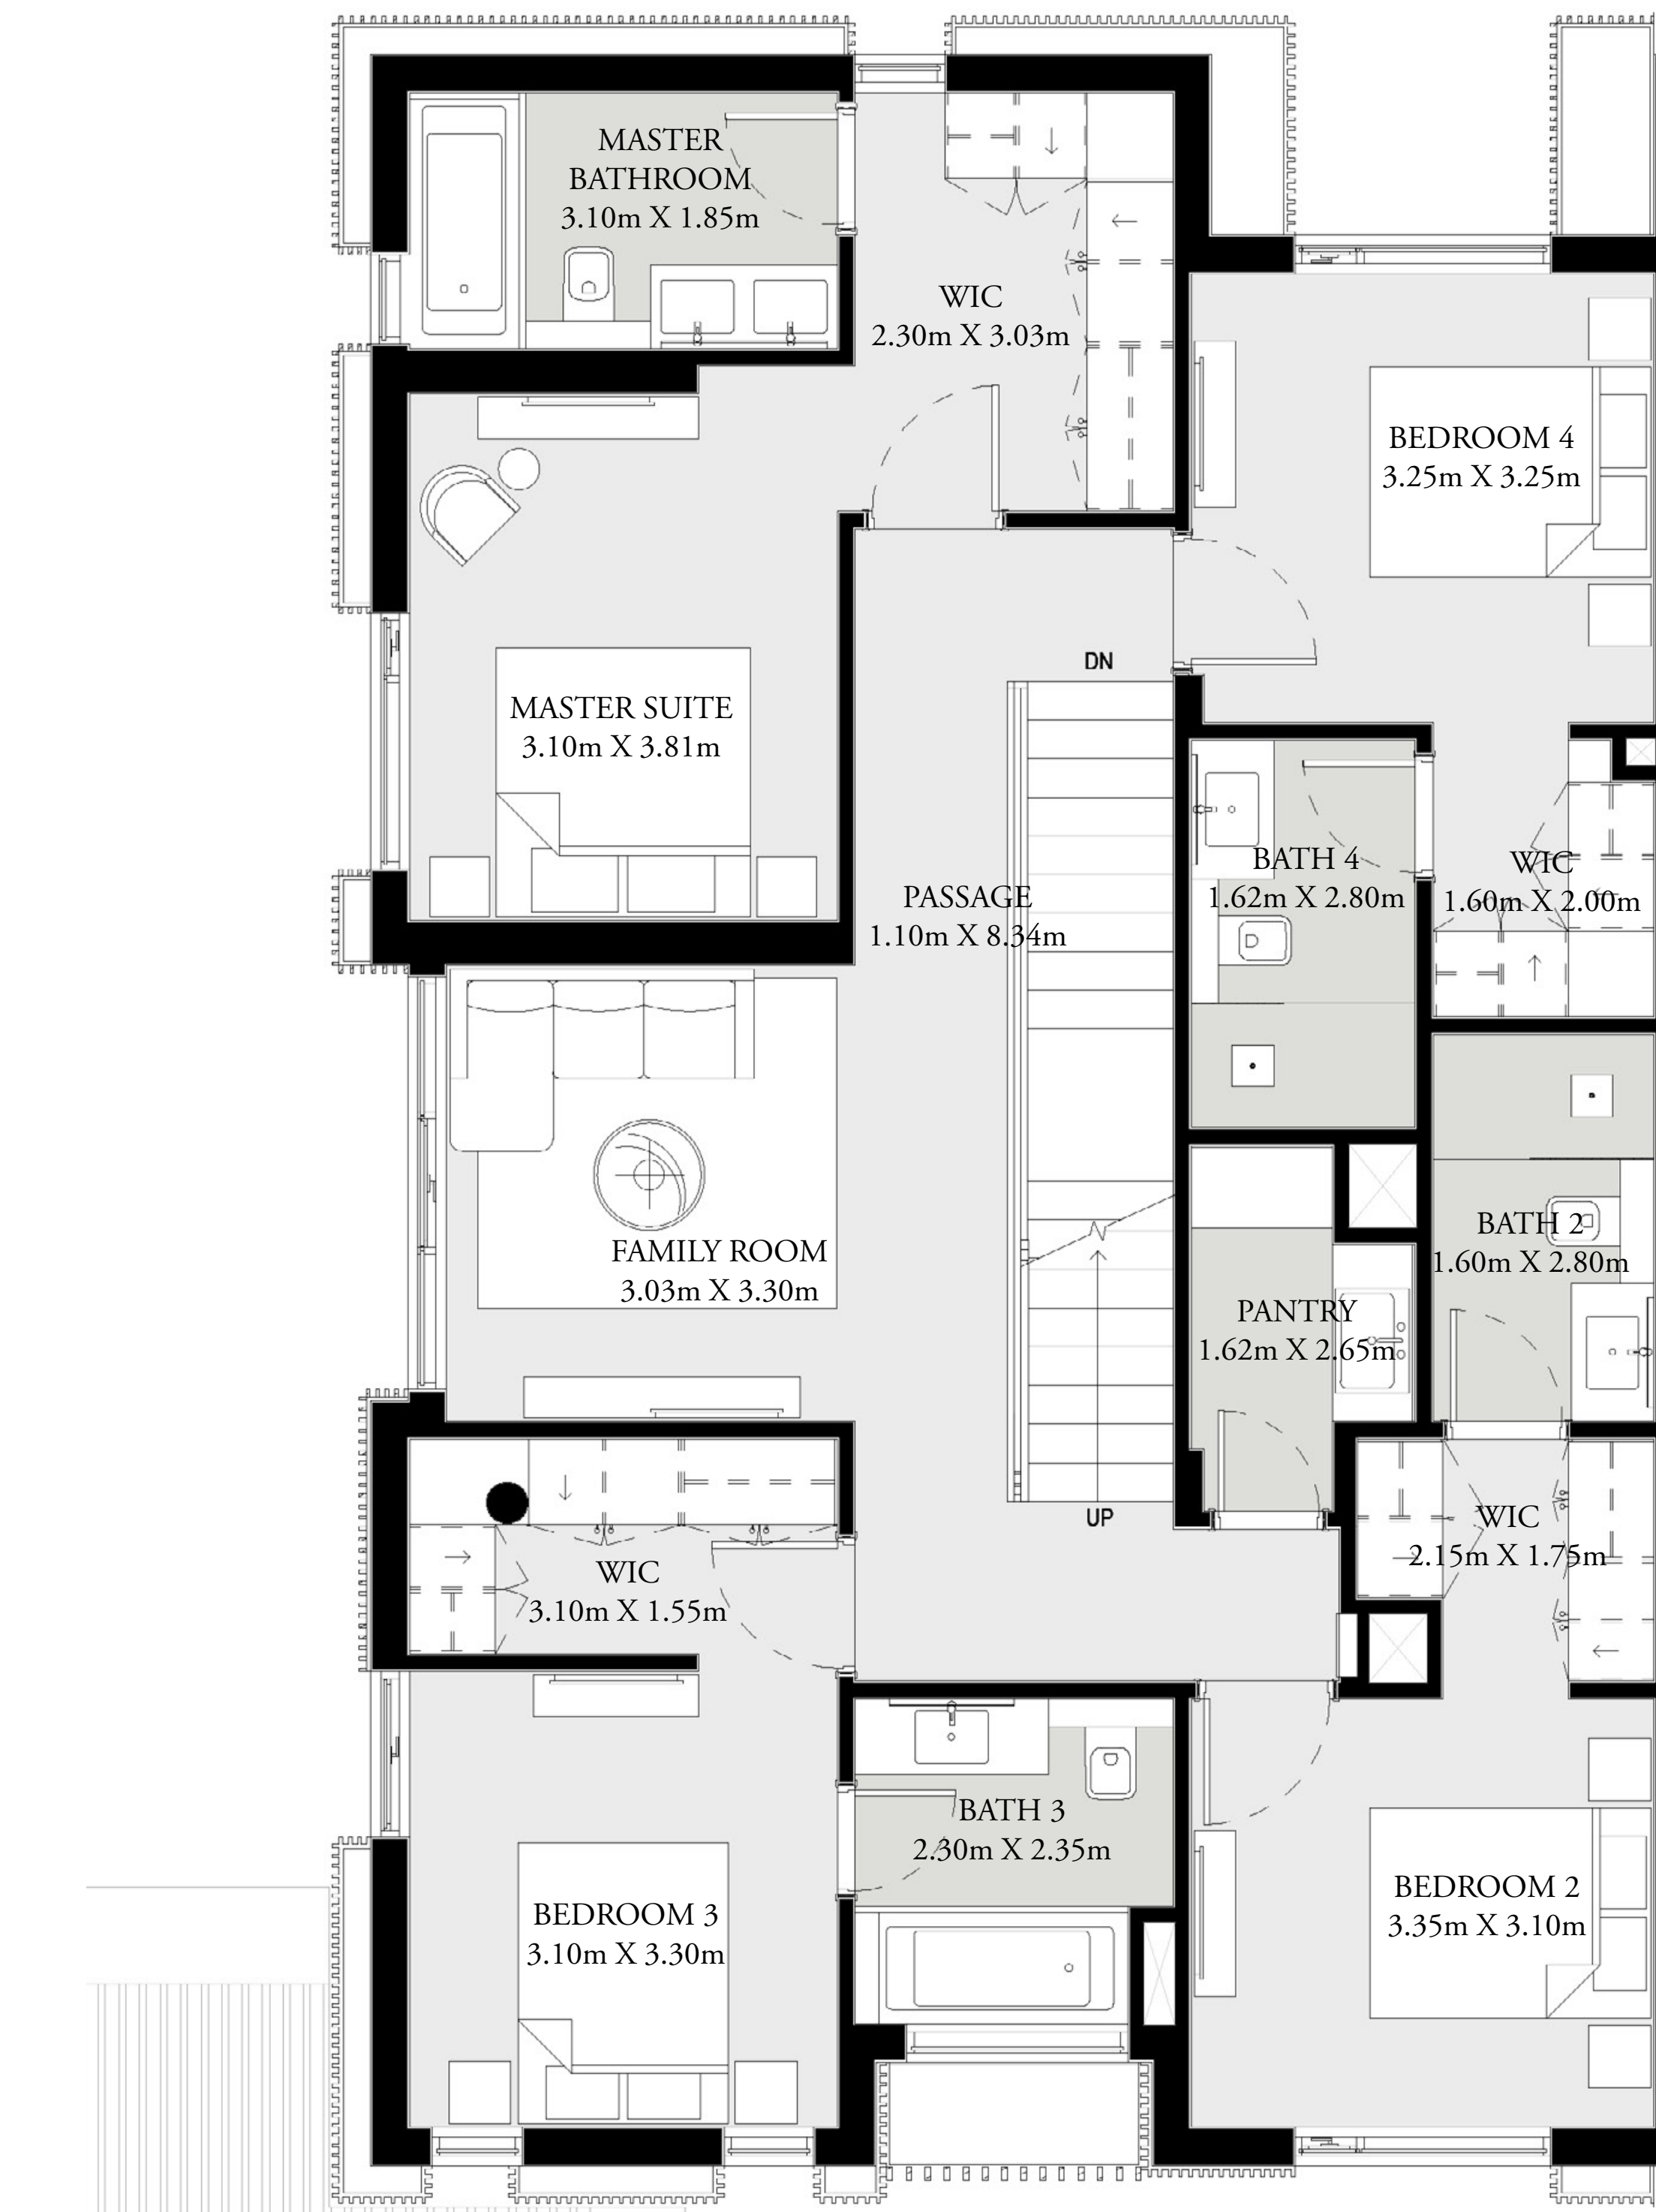 MASTER
BATHROOM
3.10m X 1.85m
WIC
2.30m X 3.03m
BEDROOM 4
3.25m X 3.25m
DN
MASTER SUITE
3.10m X 3.81m
BATH 4
1.62m X 2.80m
WIC
1.60m X 2.00m
PASSAGE
1.10m X 8.34m
BATH 2
1.60m X 2.80m
FAMILY ROOM
3.03m X 3.30m
PANTRY
1.62m X 2.65m
UP
WIC
2.15m X 1.75m
WIC
3.10m X 1.55m
BATH 3
2.30m X 2.35m
BEDROOM 2
3.35m X 3.10m
BEDROOM 3
3.10m X 3.30m